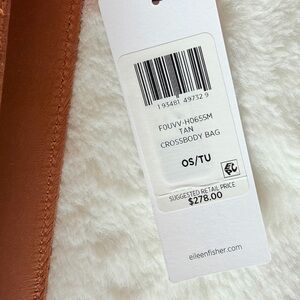 1 93481 49732 9
F0UVV-H0655M
TAN
CROSSBODY BAG
OS/TU
SUGGESTED RETAIL PRICE
$278.00
eileenfisher.com